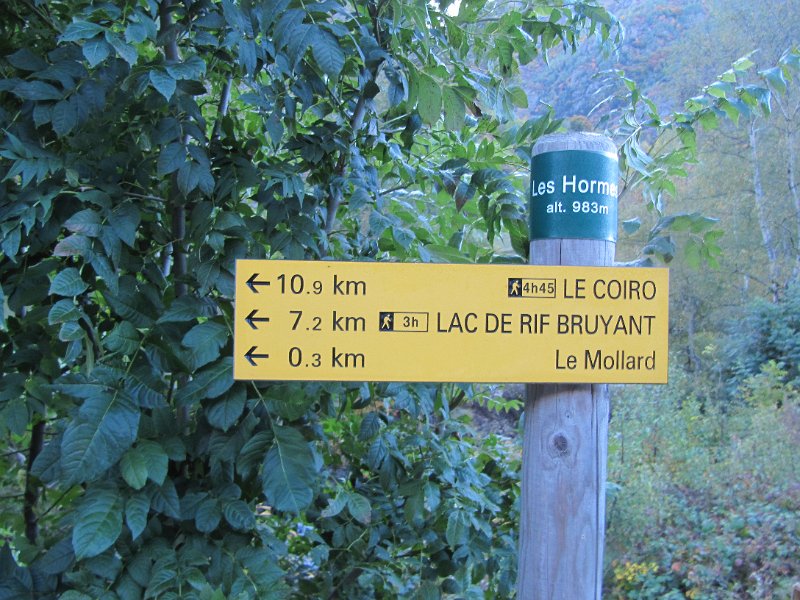 Les Hormes
alt. 983m
← 10.9 km 4h45 LE COIRO
← 7.2 km 3h LAC DE RIF BRUYANT
← 0.3 km Le Mollard